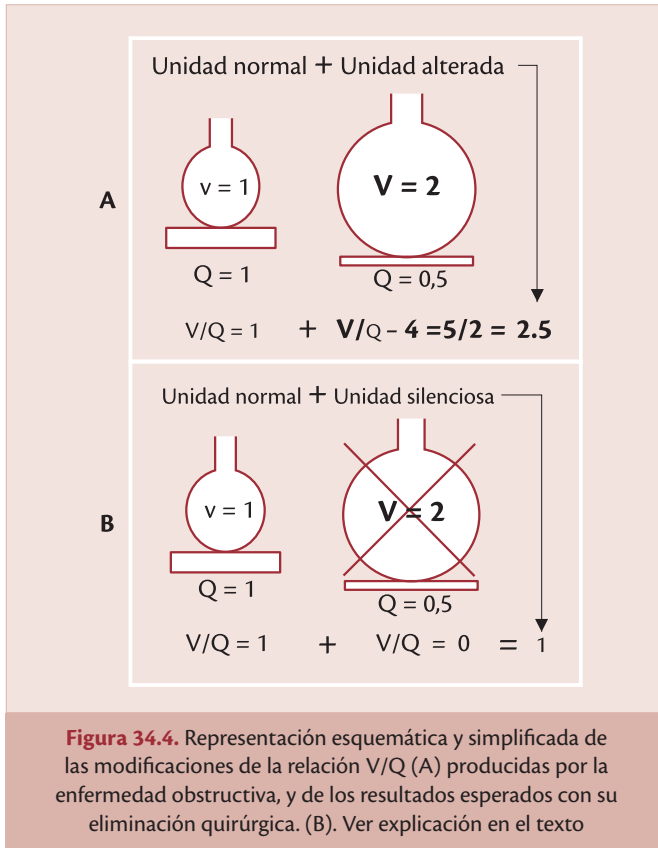 Unidad normal + Unidad alterada
A
v = 1
V = 2
Q = 1
Q = 0,5
V/Q = 1 + V/Q – 4 =5/2 = 2.5
Unidad normal + Unidad silenciosa
B
v = 1
V = 2
Q = 1
Q = 0,5
V/Q = 1 + V/Q = 0 = 1
Figura 34.4. Representación esquemática y simplificada de
las modificaciones de la relación V/Q (A) producidas por la
enfermedad obstructiva, y de los resultados esperados con su
eliminación quirúrgica. (B). Ver explicación en el texto